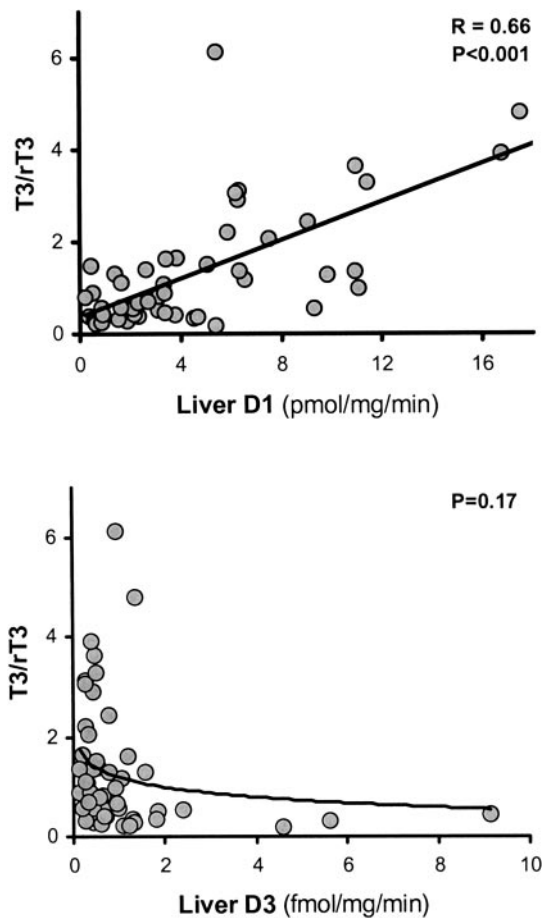 R = 0.66
P<0.001
6
4
2
0
T3/rT3
0 4 8 12 16
Liver D1 (pmol/mg/min)
P=0.17
6
4
2
0
T3/rT3
0 2 4 6 8 10
Liver D3 (fmol/mg/min)